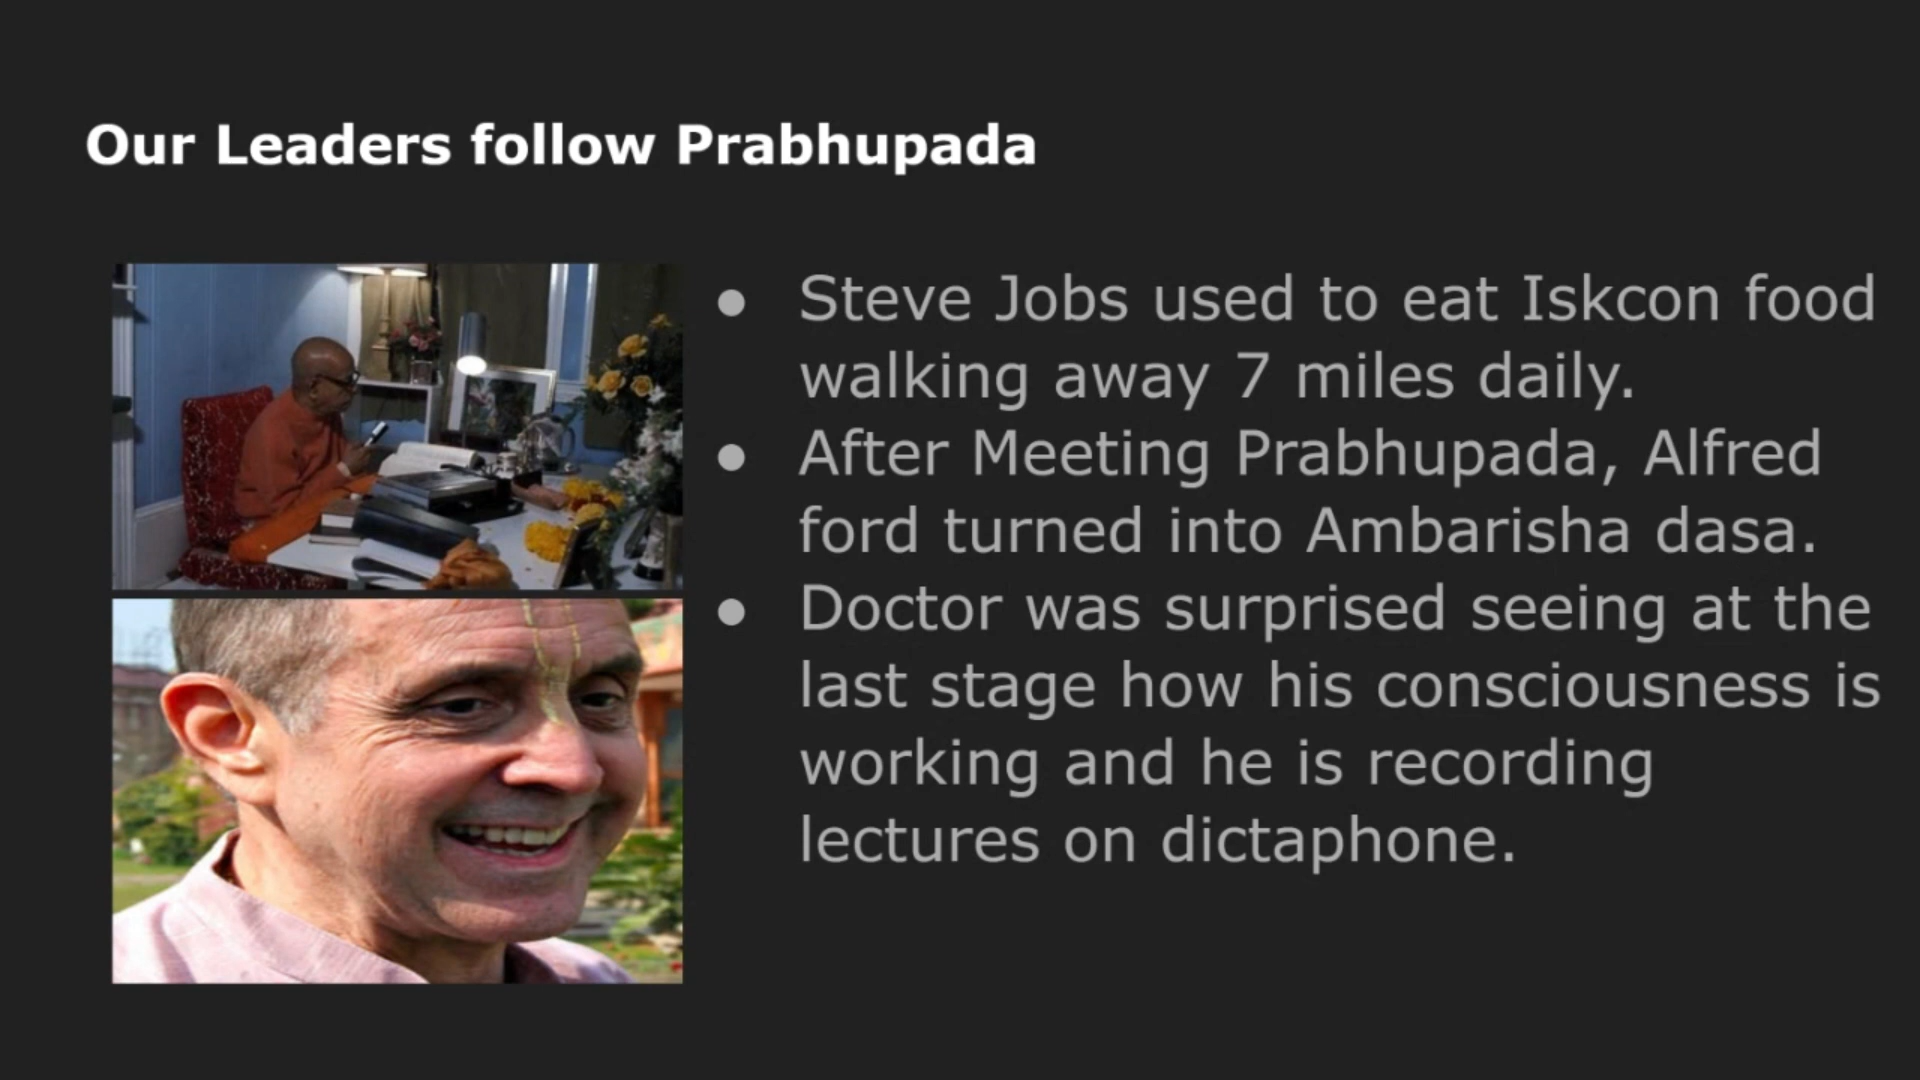 Our Leaders follow Prabhupada
● Steve Jobs used to eat Iskcon food
walking away 7 miles daily.
● After Meeting Prabhupada, Alfred
ford turned into Ambarisha dasa.
● Doctor was surprised seeing at the
last stage how his consciousness is
working and he is recording
lectures on dictaphone.